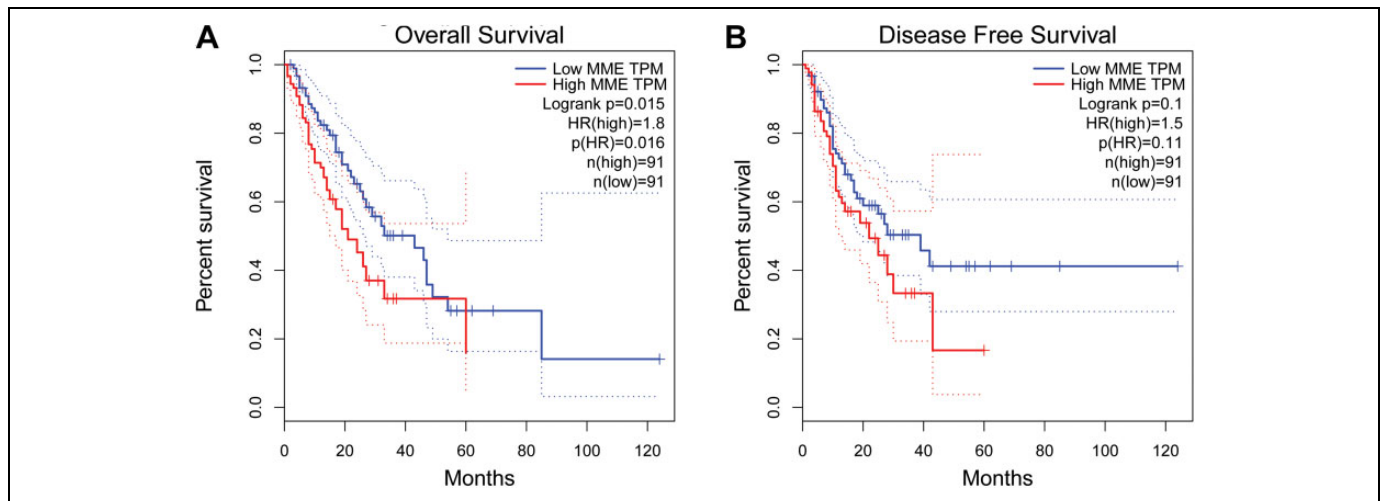 A
Overall Survival
Low MME TPM
High MME TPM
Logrank p=0.015
HR(high)=1.8
p(HR)=0.016
n(high)=91
n(low)=91
Percent survival
1.0
0.8
0.6
0.4
0.2
0.0
0 20 40 60 80 100 120
Months
B
Disease Free Survival
Low MME TPM
High MME TPM
Logrank p=0.1
HR(high)=1.5
p(HR)=0.11
n(high)=91
n(low)=91
Percent survival
1.0
0.8
0.6
0.4
0.2
0.0
0 20 40 60 80 100 120
Months